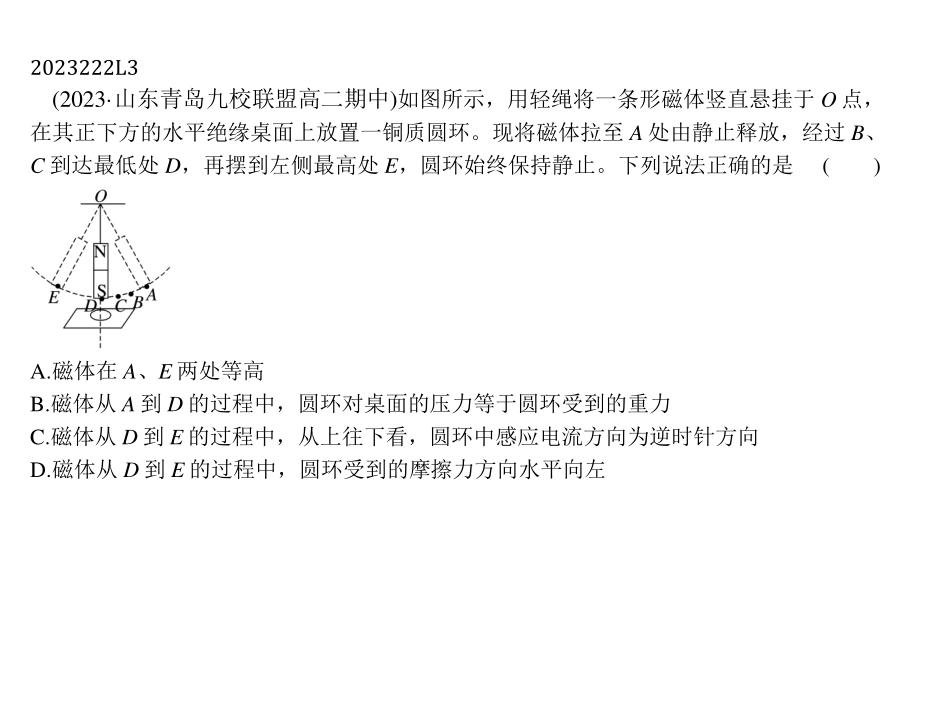 2023222L3
(2023·山东青岛九校联盟高二期中)如图所示，用轻绳将一条形磁体竖直悬挂于 O 点，
在其正下方的水平绝缘桌面上放置一铜质圆环。现将磁体拉至 A 处由静止释放，经过 B、
C 到达最低处 D，再摆到左侧最高处 E，圆环始终保持静止。下列说法正确的是 (　　)
O
N
S
E D C B A
A.磁体在 A、E 两处等高
B.磁体从 A 到 D 的过程中，圆环对桌面的压力等于圆环受到的重力
C.磁体从 D 到 E 的过程中，从上往下看，圆环中感应电流方向为逆时针方向
D.磁体从 D 到 E 的过程中，圆环受到的摩擦力方向水平向左